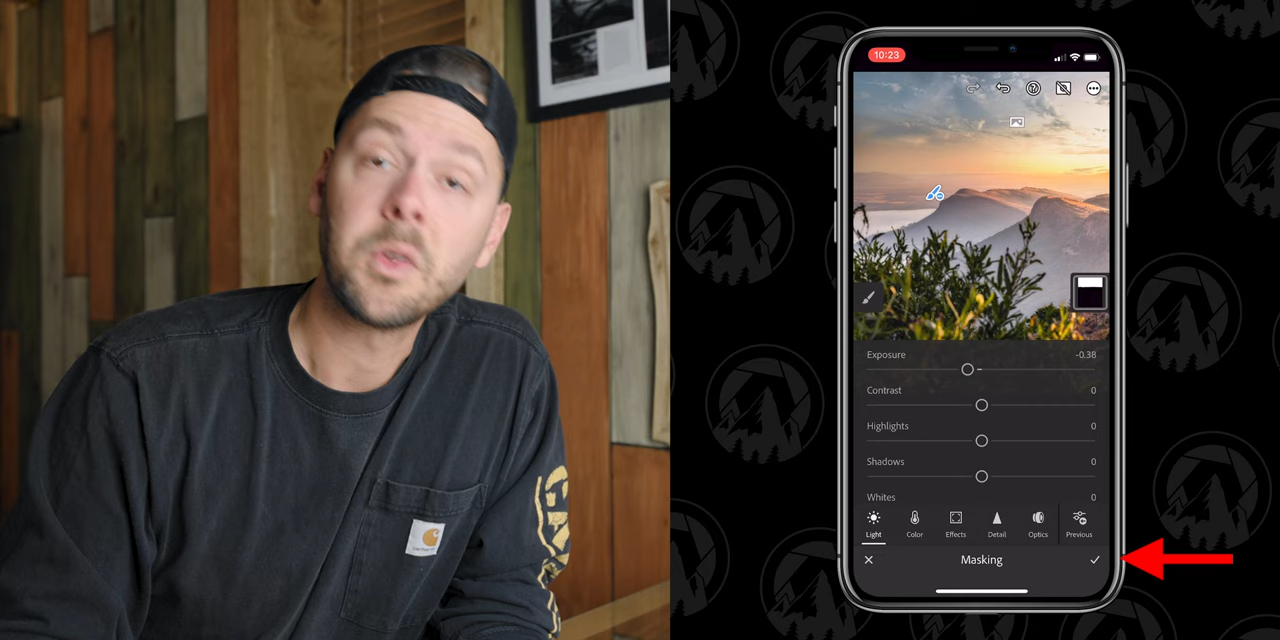 10:23
Exposure -0.38
Contrast 0
Highlights 0
Shadows 0
Whites 0
Light Color Effects Detail Optics Previous
Masking
carhartt